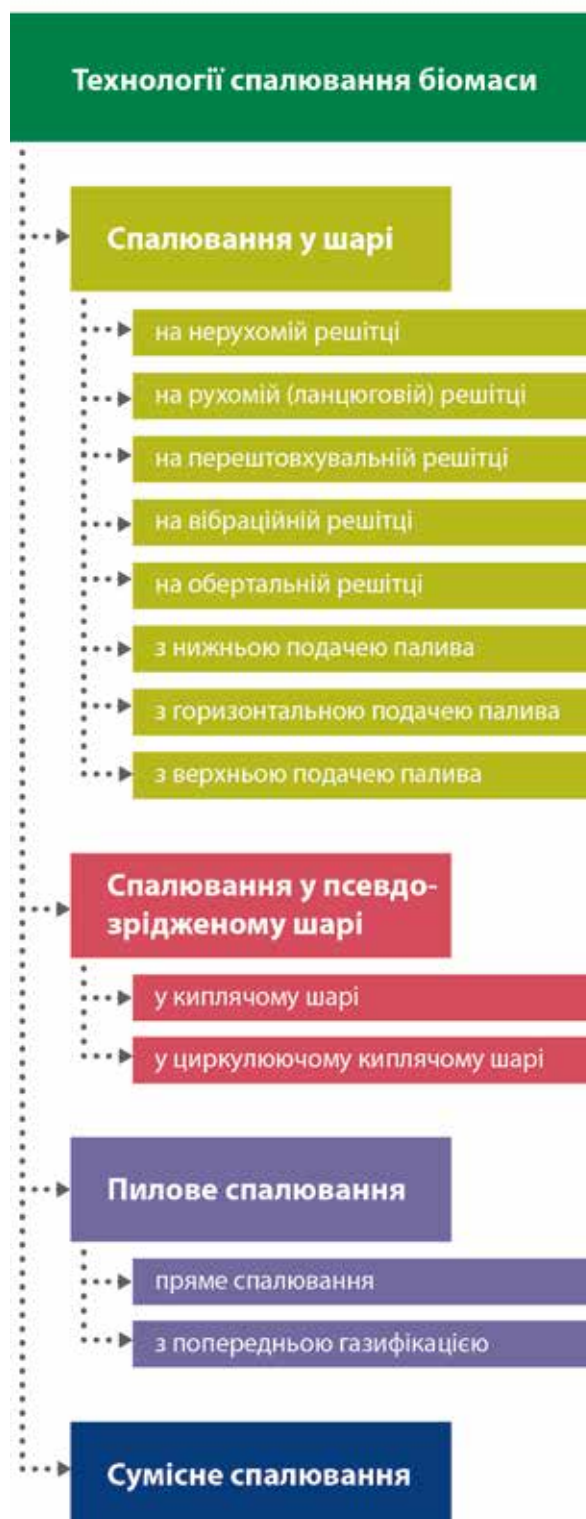 Технології спалювання біомаси
Спалювання у шарі
на нерухомій решітці
на рухомій (ланцюговій) решітці
на перештовхувальній решітці
на вібраційній решітці
на обертальній решітці
з нижньою подачею палива
з горизонтальною подачею палива
з верхньою подачею палива
Спалювання у псевдо-
зрідженому шарі
у киплячому шарі
у циркулюючому киплячому шарі
Пилове спалювання
пряме спалювання
з попередньою газифікацією
Сумісне спалювання